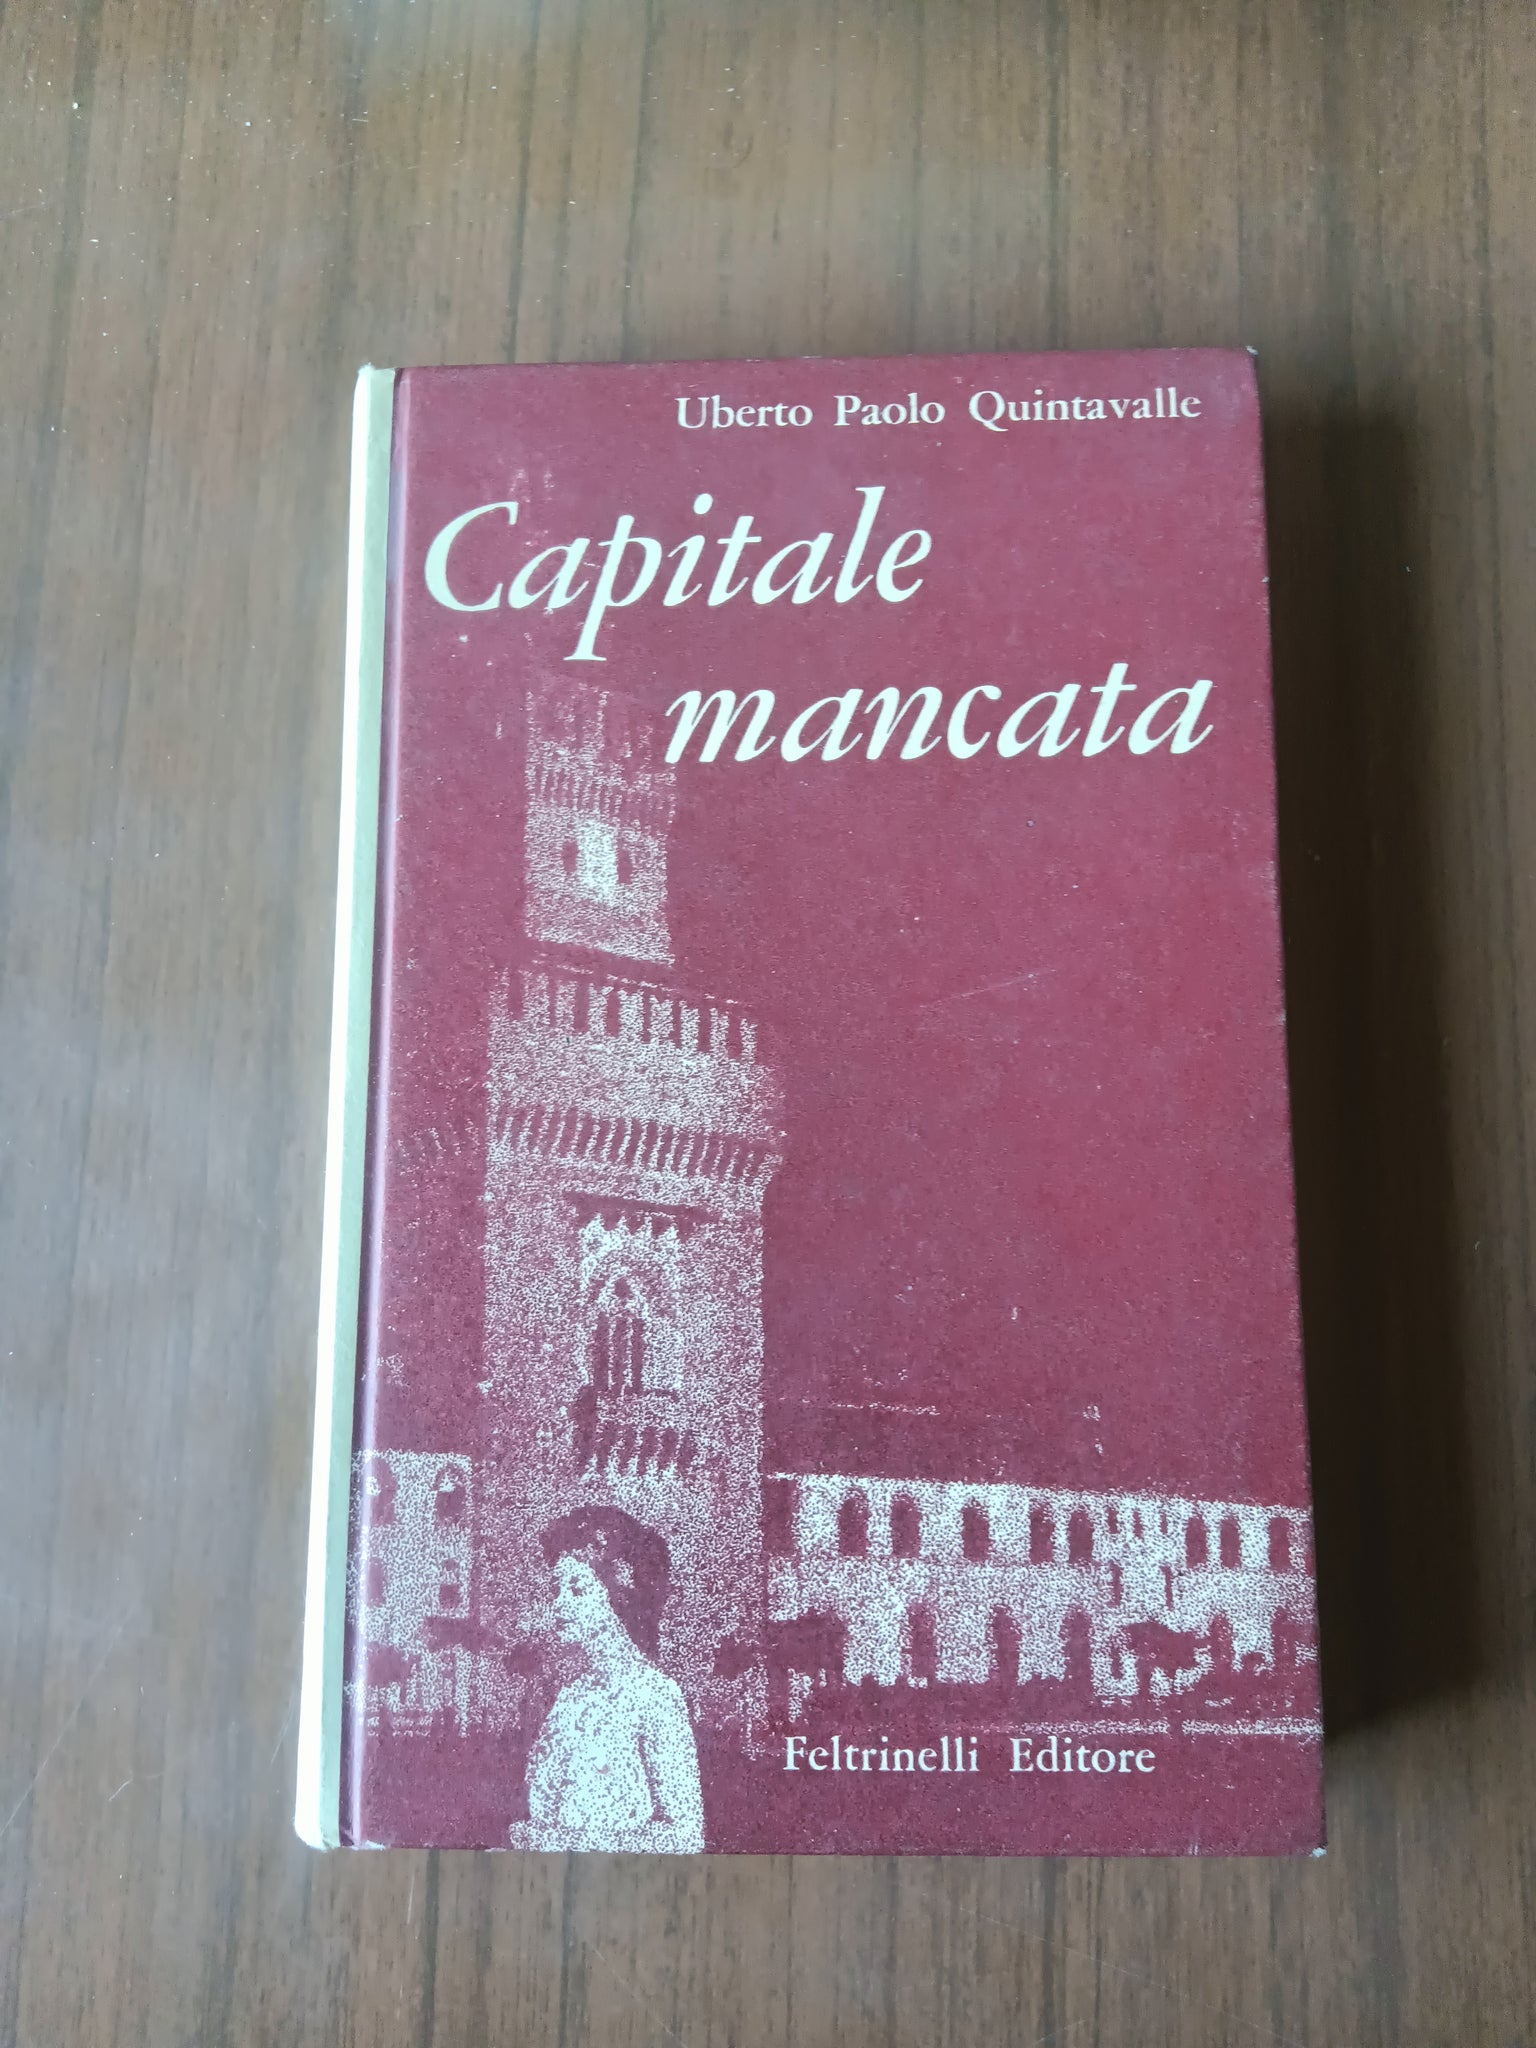 Uberto Paolo Quintavalle
Capitale
mancata
Feltrinelli Editore